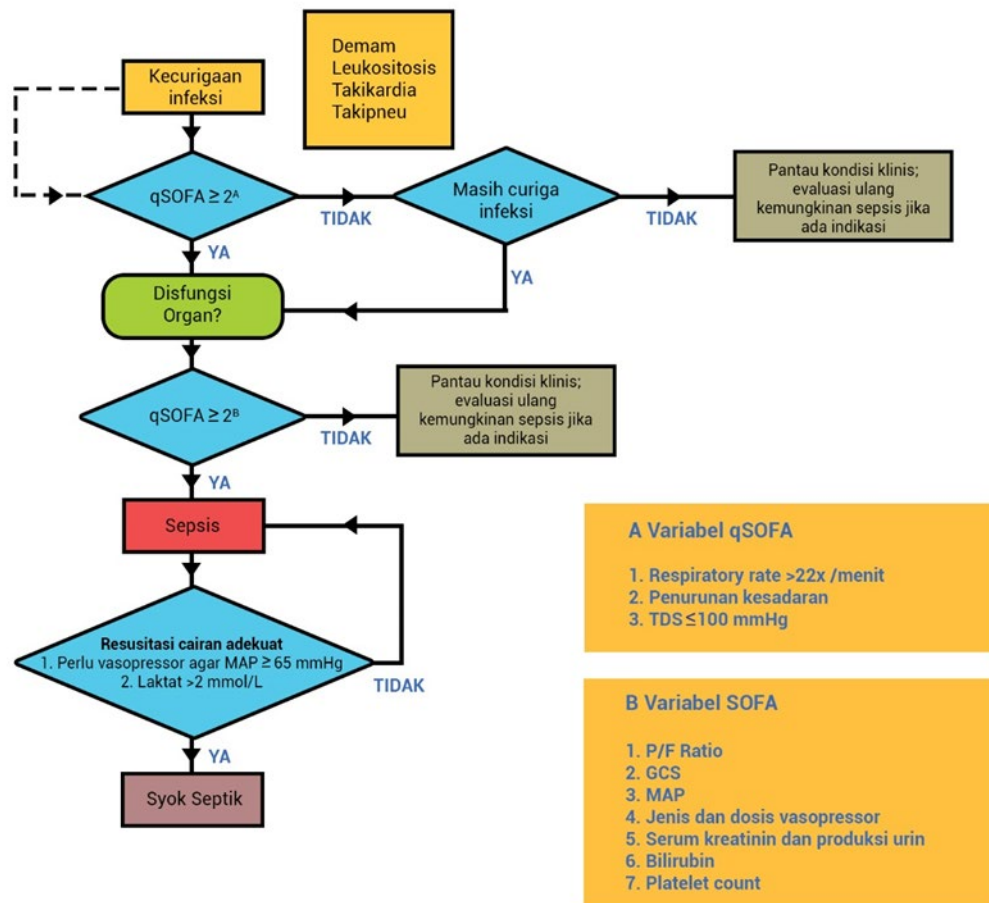 Kecurigaan
infeksi
Demam
Leukositosis
Takikardia
Takipneu
qSOFA ≥ 2ᴬ
TIDAK
Masih curiga
infeksi
TIDAK
Pantau kondisi klinis;
evaluasi ulang
kemungkinan sepsis jika
ada indikasi
YA
YA
Disfungsi
Organ?
qSOFA ≥ 2ᴮ
TIDAK
Pantau kondisi klinis;
evaluasi ulang
kemungkinan sepsis jika
ada indikasi
YA
Sepsis
Resusitasi cairan adekuat
1. Perlu vasopressor agar MAP ≥ 65 mmHg
2. Laktat >2 mmol/L
TIDAK
YA
Syok Septik
A Variabel qSOFA
1. Respiratory rate >22x /menit
2. Penurunan kesadaran
3. TDS ≤100 mmHg
B Variabel SOFA
1. P/F Ratio
2. GCS
3. MAP
4. Jenis dan dosis vasopressor
5. Serum kreatinin dan produksi urin
6. Bilirubin
7. Platelet count